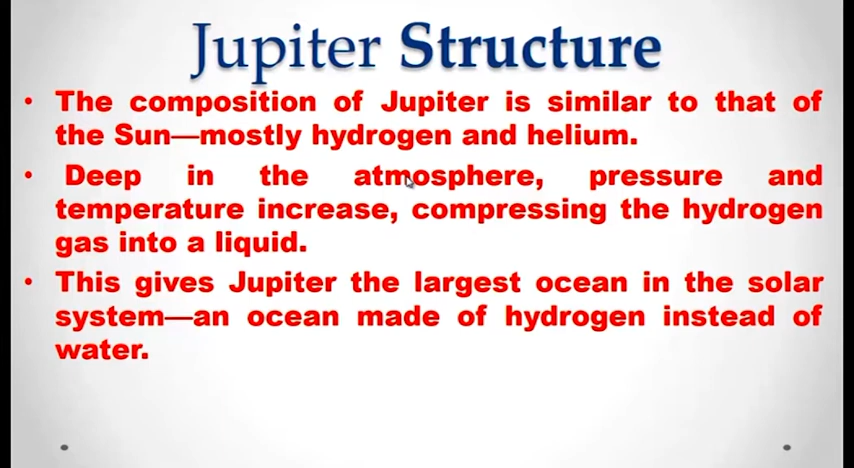 Jupiter Structure
• The composition of Jupiter is similar to that of
the Sun—mostly hydrogen and helium.
• Deep in the atmosphere, pressure and
temperature increase, compressing the hydrogen
gas into a liquid.
• This gives Jupiter the largest ocean in the solar
system—an ocean made of hydrogen instead of
water.